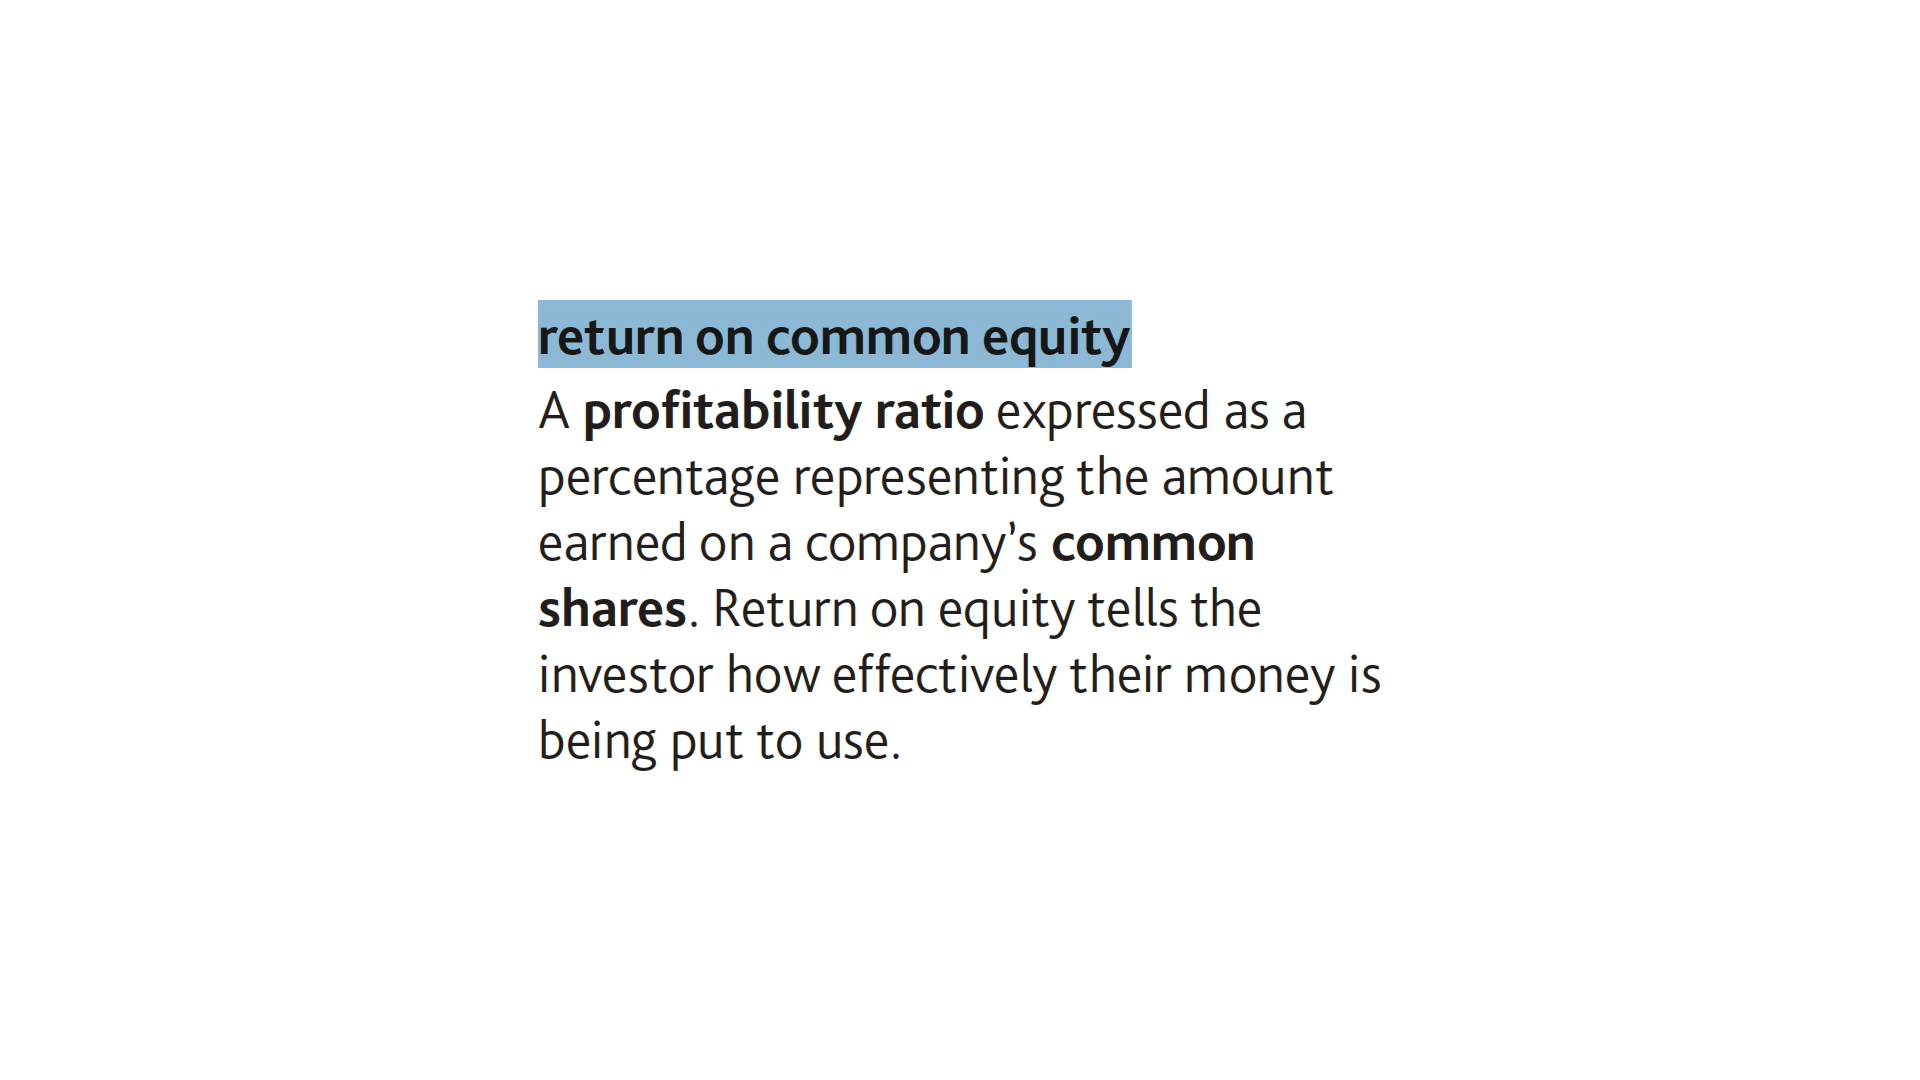 return on common equity
A profitability ratio expressed as a
percentage representing the amount
earned on a company’s common
shares. Return on equity tells the
investor how effectively their money is
being put to use.